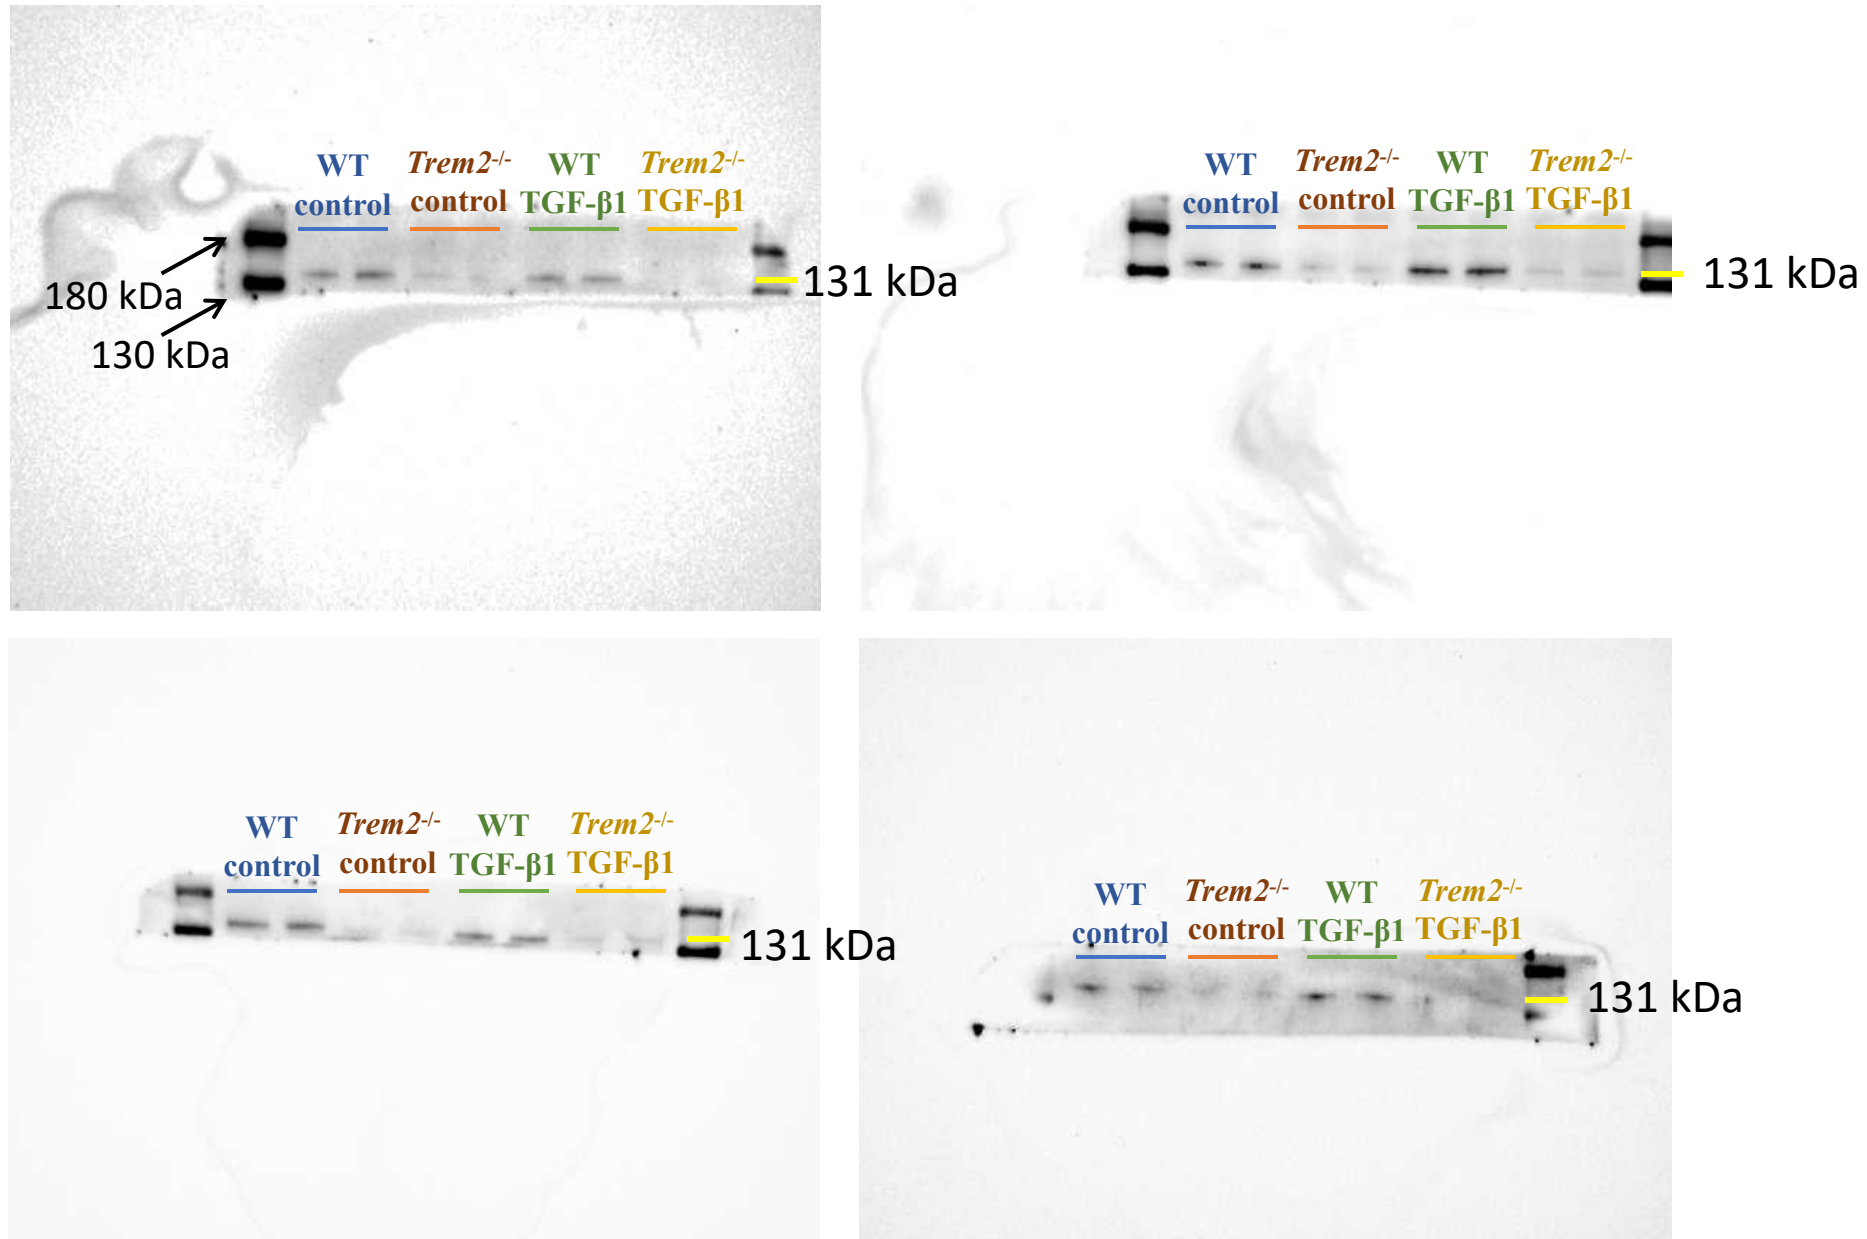 WT Trem2-/- WT Trem2-/-
control control TGF-β1 TGF-β1
180 kDa
131 kDa
130 kDa
WT Trem2-/- WT Trem2-/-
control control TGF-β1 TGF-β1
131 kDa
WT Trem2-/- WT Trem2-/-
control control TGF-β1 TGF-β1
131 kDa
WT Trem2-/- WT Trem2-/-
control control TGF-β1 TGF-β1
131 kDa